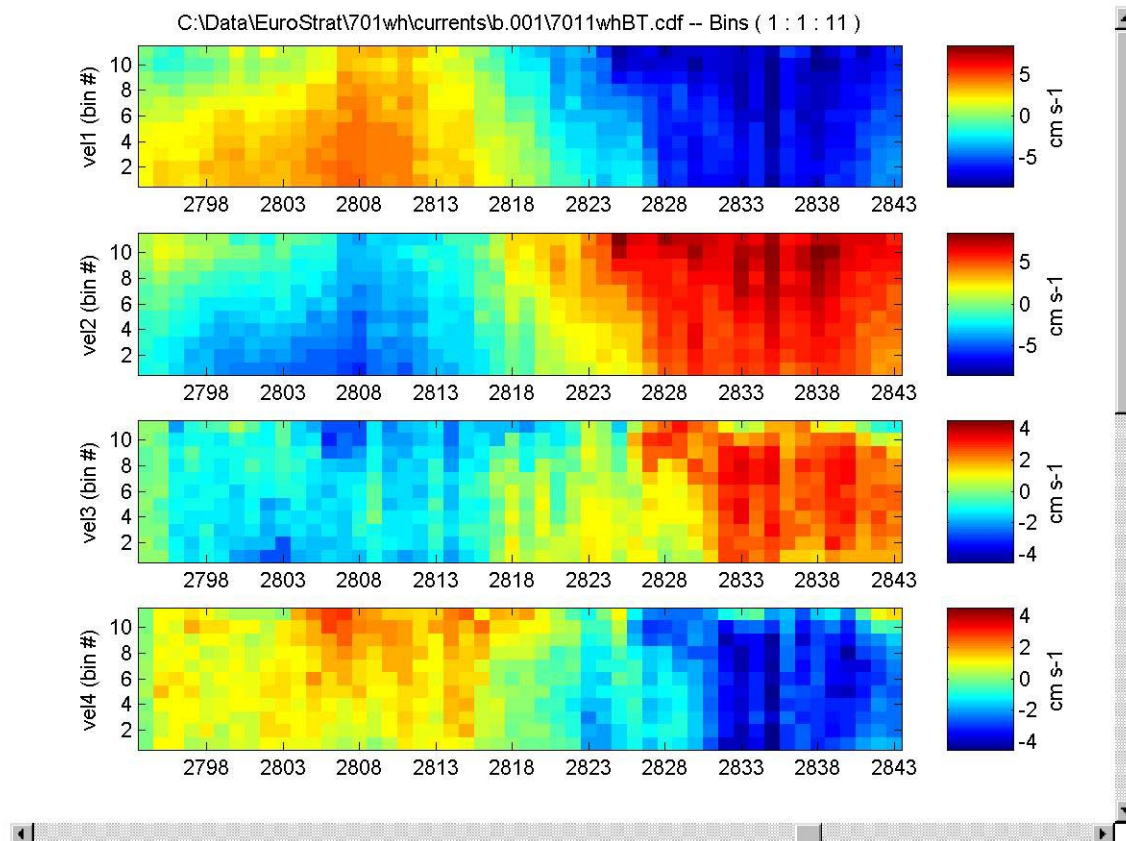 C:\Data\EuroStrat\701wh\currents\b.001\7011whBT.cdf -- Bins ( 1 : 1 : 11 )
vel1 (bin #)
10
8
6
4
2
2798 2803 2808 2813 2818 2823 2828 2833 2838 2843
5
0
-5
cm s-1
vel2 (bin #)
10
8
6
4
2
2798 2803 2808 2813 2818 2823 2828 2833 2838 2843
5
0
-5
cm s-1
vel3 (bin #)
10
8
6
4
2
2798 2803 2808 2813 2818 2823 2828 2833 2838 2843
4
2
0
-2
-4
cm s-1
vel4 (bin #)
10
8
6
4
2
2798 2803 2808 2813 2818 2823 2828 2833 2838 2843
4
2
0
-2
-4
cm s-1